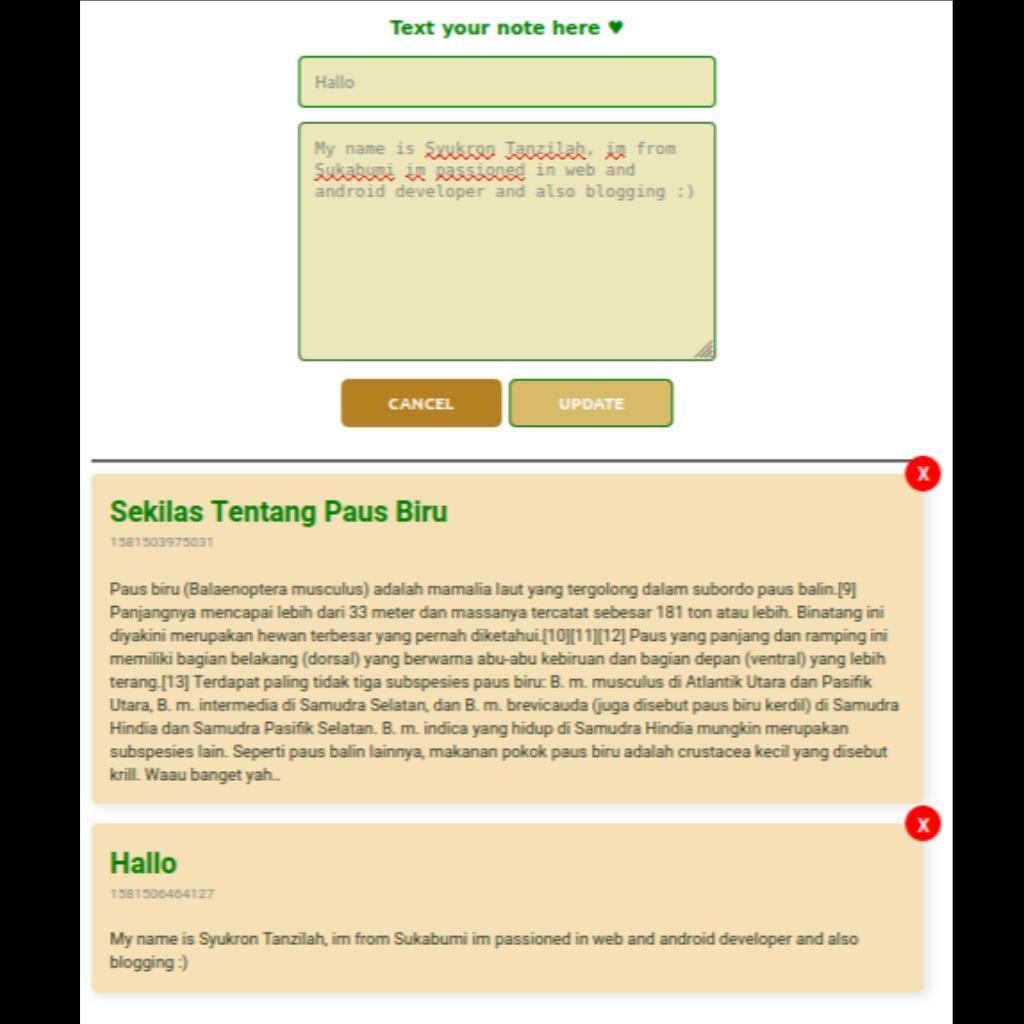 Text your note here ♥
Hallo
My name is Syukron Tanzilah, im from
Sukabumi im passioned in web and
android developer and also blogging :)
CANCEL
UPDATE
X
Sekilas Tentang Paus Biru
1581503975031
Paus biru (Balaenoptera musculus) adalah mamalia laut yang tergolong dalam subordo paus balin.[9]
Panjangnya mencapai lebih dari 33 meter dan massanya tercatat sebesar 181 ton atau lebih. Binatang ini
diyakini merupakan hewan terbesar yang pernah diketahui.[10][11][12] Paus yang panjang dan ramping ini
memiliki bagian belakang (dorsal) yang berwarna abu-abu kebiruan dan bagian depan (ventral) yang lebih
terang.[13] Terdapat paling tidak tiga subspesies paus biru: B. m. musculus di Atlantik Utara dan Pasifik
Utara, B. m. intermedia di Samudra Selatan, dan B. m. brevicauda (juga disebut paus biru kerdil) di Samudra
Hindia dan Samudra Pasifik Selatan. B. m. indica yang hidup di Samudra Hindia mungkin merupakan
subspesies lain. Seperti paus balin lainnya, makanan pokok paus biru adalah crustacea kecil yang disebut
krill. Waau banget yah..
X
Hallo
1581506464127
My name is Syukron Tanzilah, im from Sukabumi im passioned in web and android developer and also
blogging :)